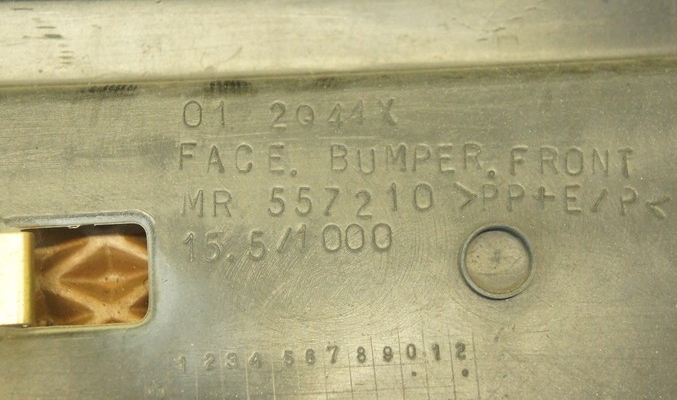 01 2Q44X
FACE. BUMPER. FRONT
MR 557210 >PP+E/P<
15.5/1000
1 2 3 4 5 6 7 8 9 0 1 2